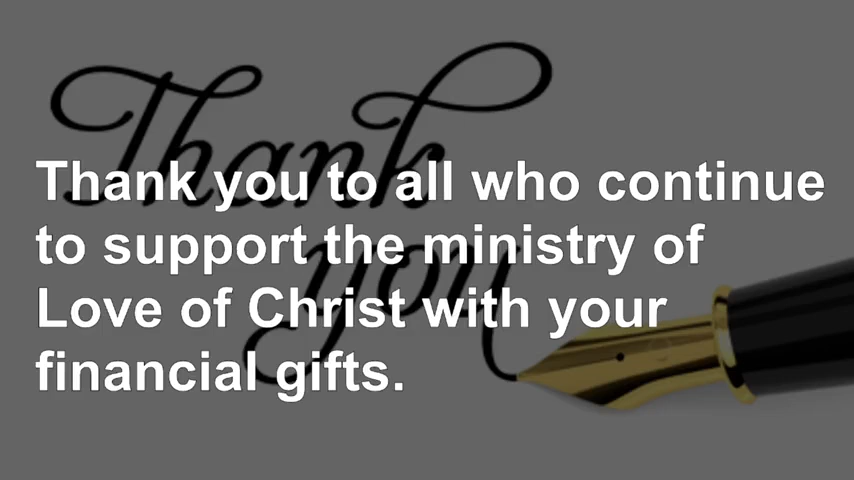 Thank
you
Thank you to all who continue
to support the ministry of
Love of Christ with your
financial gifts.